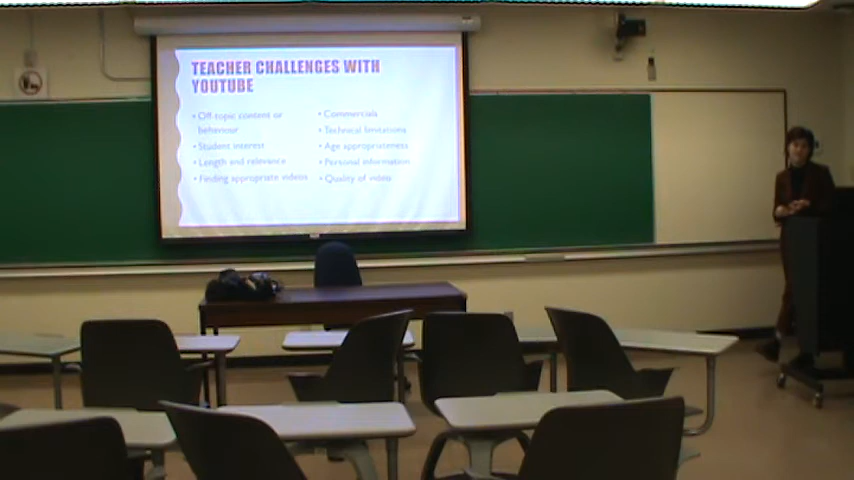 TEACHER CHALLENGES WITH
YOUTUBE
• Off-topic content or
behaviour
• Student interest
• Length and relevance
• Finding appropriate videos
• Commercials
• Technical limitations
• Age appropriateness
• Personal information
• Quality of video